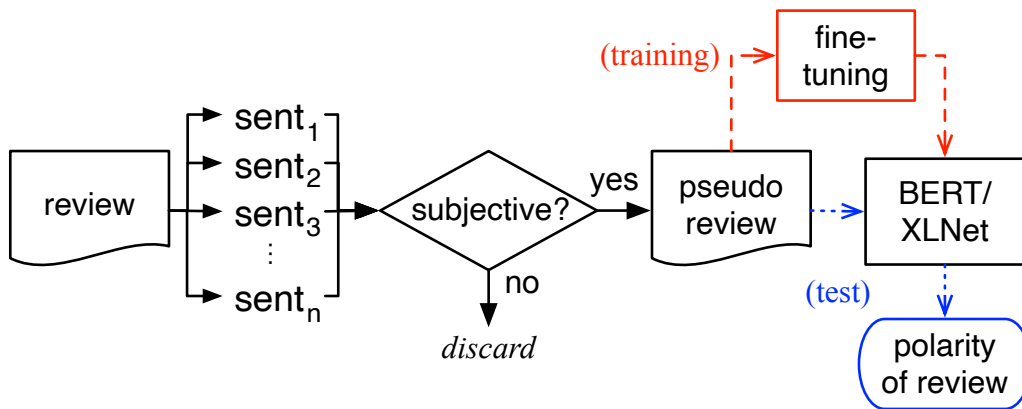 (training)
fine-
tuning
review
sent1
sent2
sent3
⋮
sentn
subjective?
yes
no
discard
pseudo
review
BERT/
XLNet
(test)
polarity
of review